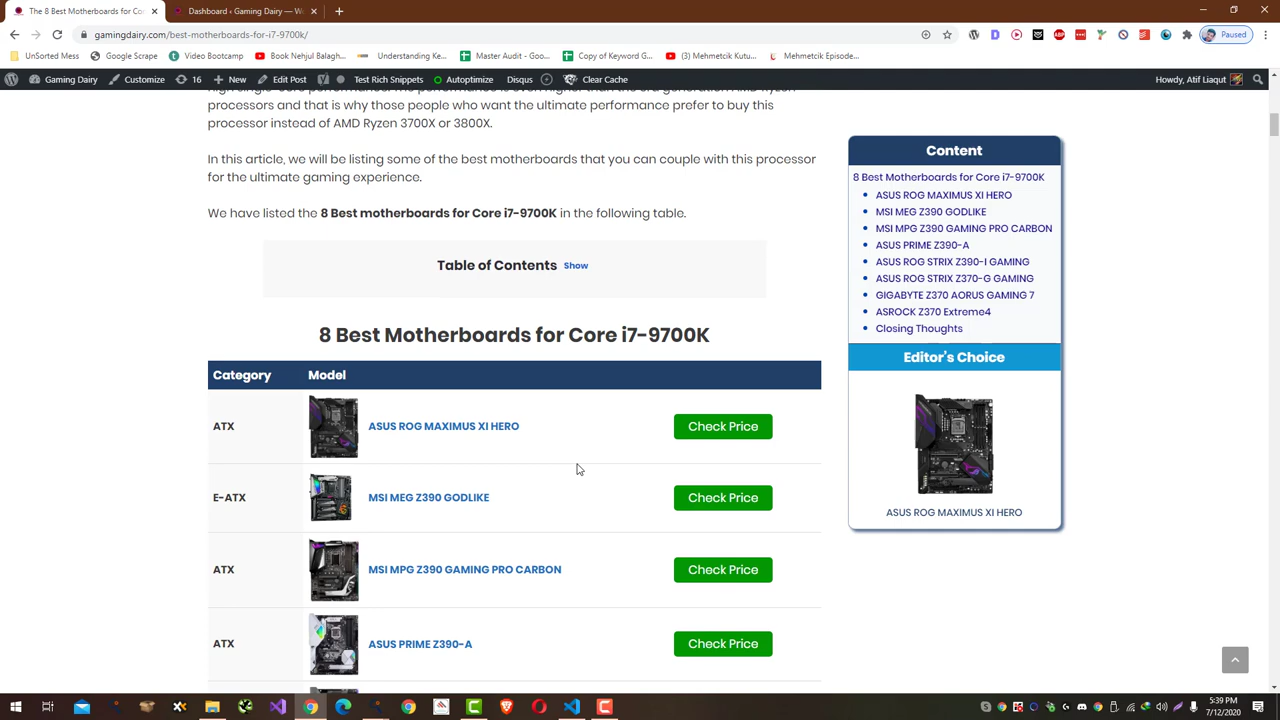 The 8 Best Motherboards for Cor
Dashboard ‹ Gaming Dairy — W
gamingdairy.com/best-motherboards-for-i7-9700k/
Paused
UnSorted Mess
Google Scrape
Video Bootcamp
Book Nehjul Balagh...
Understanding Ke...
Master Audit - Goo...
Copy of Keyword G...
(3) Mehmetcik Kutu...
Mehmetcik Episode...
Gaming Dairy
Customize
16
New
Edit Post
Test Rich Snippets
Autoptimize
Disqus
Clear Cache
Howdy, Atif Liaqut
processors and that is why those people who want the ultimate performance prefer to buy this
processor instead of AMD Ryzen 3700X or 3800X.
In this article, we will be listing some of the best motherboards that you can couple with this processor
for the ultimate gaming experience.
We have listed the 8 Best motherboards for Core i7-9700K in the following table.
Table of Contents Show
8 Best Motherboards for Core i7-9700K
Category Model
ATX ASUS ROG MAXIMUS XI HERO Check Price
E-ATX MSI MEG Z390 GODLIKE Check Price
ATX MSI MPG Z390 GAMING PRO CARBON Check Price
ATX ASUS PRIME Z390-A Check Price
Content
8 Best Motherboards for Core i7-9700K
ASUS ROG MAXIMUS XI HERO
MSI MEG Z390 GODLIKE
MSI MPG Z390 GAMING PRO CARBON
ASUS PRIME Z390-A
ASUS ROG STRIX Z390-I GAMING
ASUS ROG STRIX Z370-G GAMING
GIGABYTE Z370 AORUS GAMING 7
ASROCK Z370 Extreme4
Closing Thoughts
Editor's Choice
ASUS ROG MAXIMUS XI HERO
5:39 PM
7/12/2020